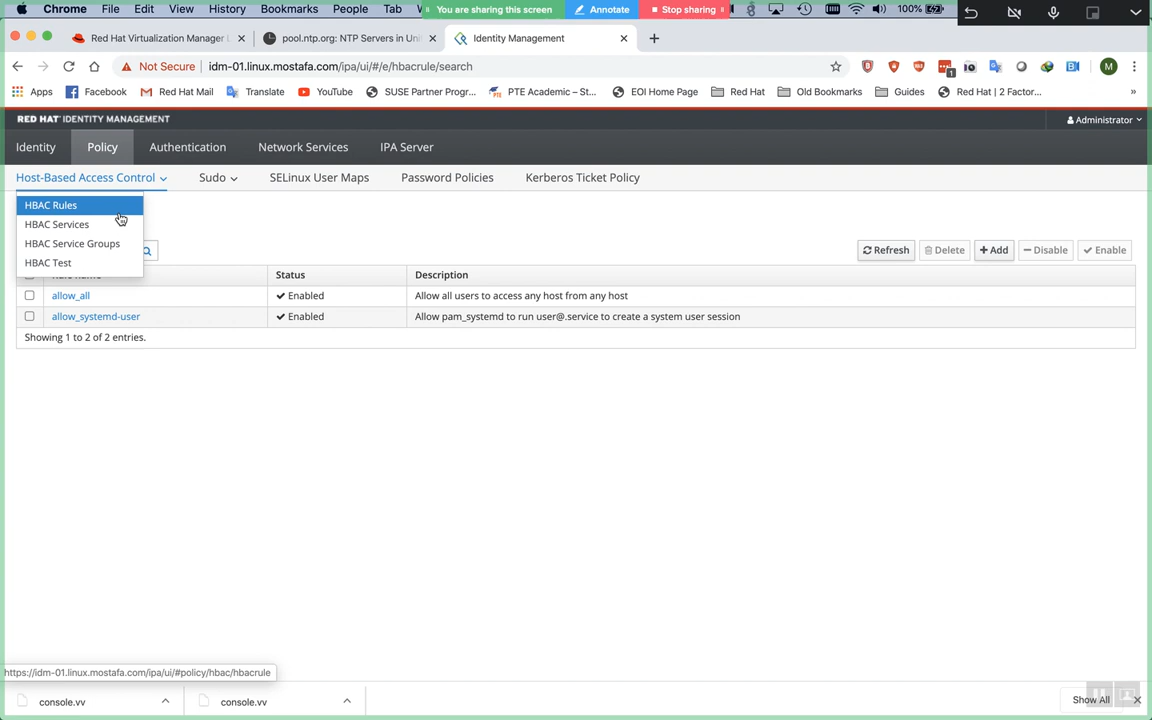 Chrome File Edit View History Bookmarks People Tab You are sharing this screen Annotate Stop sharing 100%
Red Hat Virtualization Manager pool.ntp.org: NTP Servers in Uni Identity Management
Not Secure idm-01.linux.mostafa.com/ipa/ui/#/e/hbacrule/search 1 M
Apps Facebook Red Hat Mail Translate YouTube SUSE Partner Progr... PTE Academic – St... EOI Home Page Red Hat Old Bookmarks Guides Red Hat | 2 Factor... »
RED HAT IDENTITY MANAGEMENT Administrator
Identity Policy Authentication Network Services IPA Server
Host-Based Access Control Sudo SELinux User Maps Password Policies Kerberos Ticket Policy
HBAC Rules
HBAC Services
HBAC Service Groups
HBAC Test
Refresh Delete Add Disable Enable
Status Description
allow_all Enabled Allow all users to access any host from any host
allow_systemd-user Enabled Allow pam_systemd to run user@.service to create a system user session
Showing 1 to 2 of 2 entries.
https://idm-01.linux.mostafa.com/ipa/ui/#policy/hbac/hbacrule
console.vv console.vv Show All